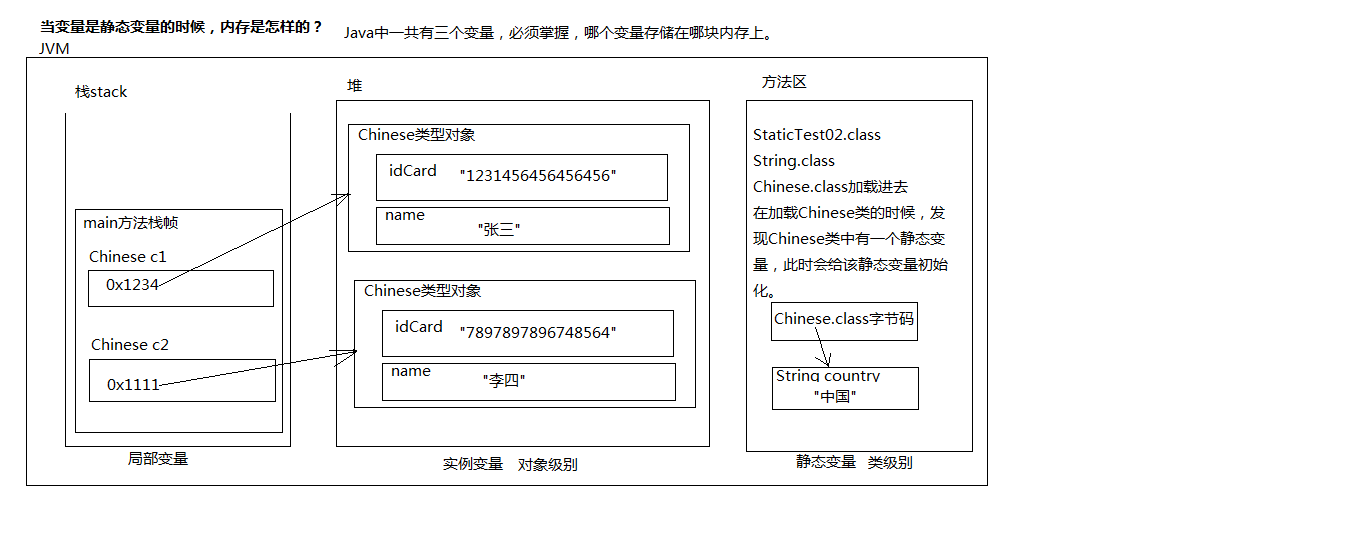 当变量是静态变量的时候，内存是怎样的？
Java中一共有三个变量，必须掌握，哪个变量存储在哪块内存上。
JVM
栈stack
main方法栈帧
Chinese c1
0x1234
Chinese c2
0x1111
局部变量
堆
Chinese类型对象
idCard
"1231456456456456"
name
"张三"
Chinese类型对象
idCard
"7897897896748564"
name
"李四"
实例变量 对象级别
方法区
StaticTest02.class
String.class
Chinese.class加载进去
在加载Chinese类的时候，发
现Chinese类中有一个静态变
量，此时会给该静态变量初始
化。
Chinese.class字节码
String country
"中国"
静态变量 类级别